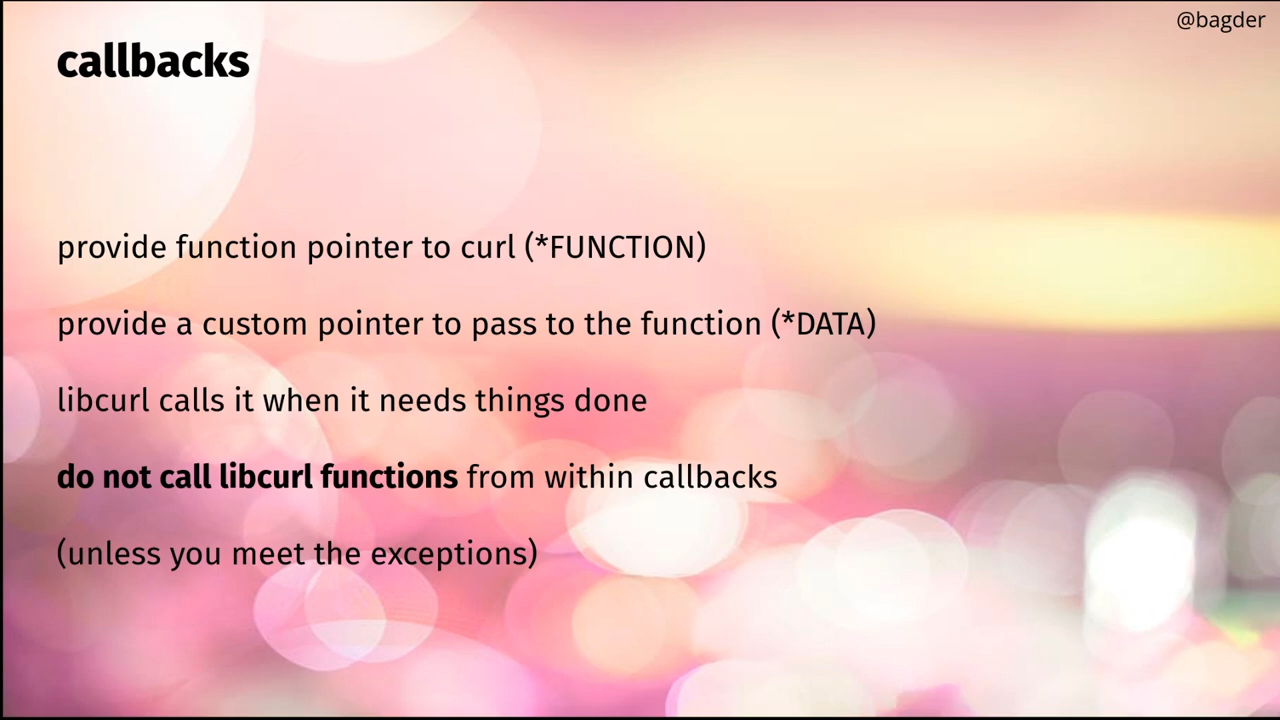 @bagder
callbacks
provide function pointer to curl (*FUNCTION)
provide a custom pointer to pass to the function (*DATA)
libcurl calls it when it needs things done
do not call libcurl functions from within callbacks
(unless you meet the exceptions)